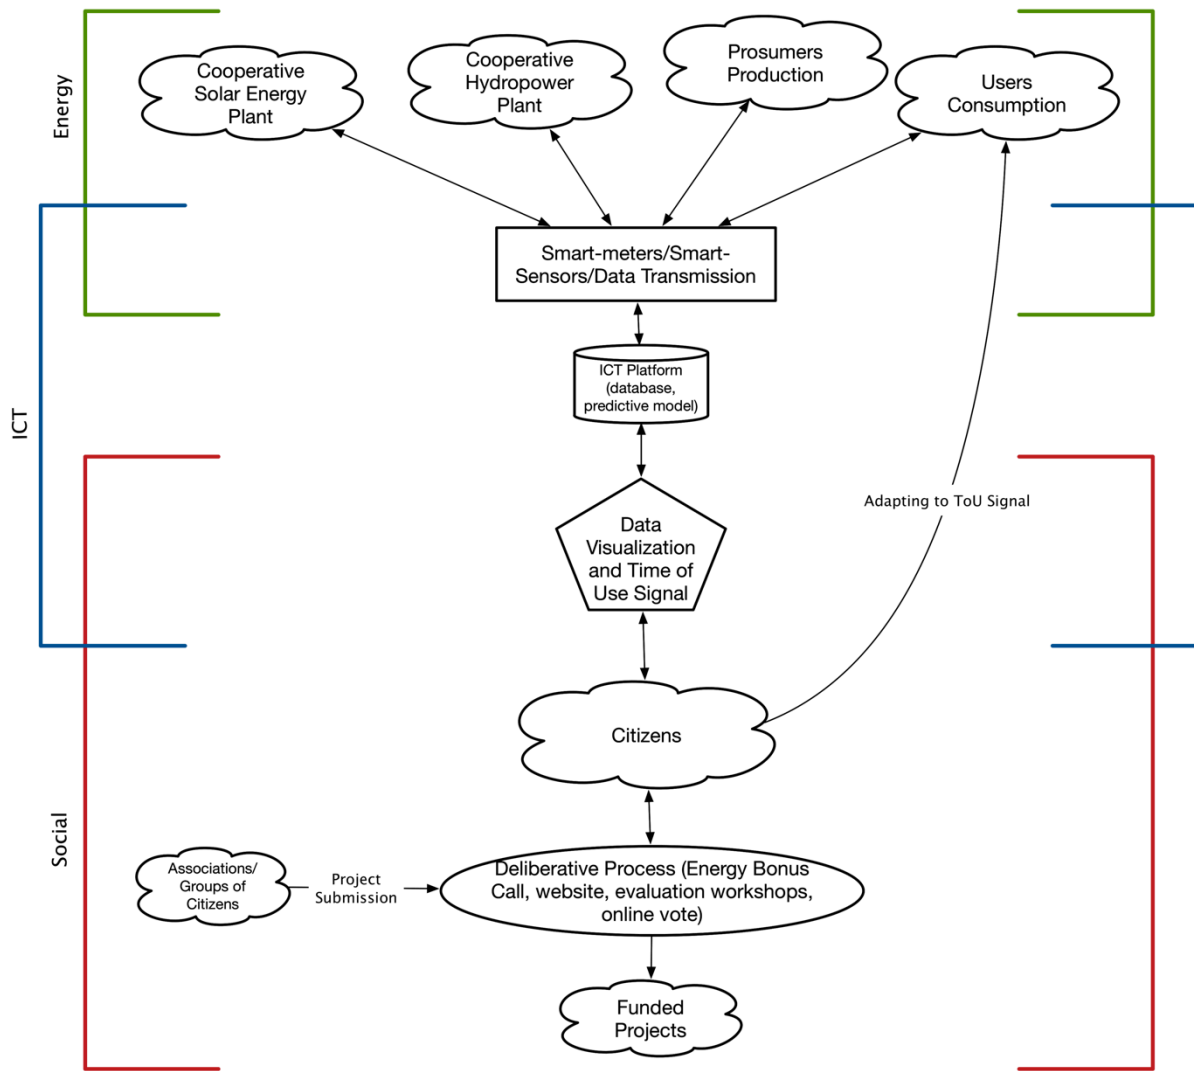 Energy
Cooperative
Solar Energy
Plant
Cooperative
Hydropower
Plant
Prosumers
Production
Users
Consumption
Smart-meters/Smart-
Sensors/Data Transmission
ICT
ICT Platform
(database,
predictive model)
Data
Visualization
and Time of
Use Signal
Adapting to ToU Signal
Citizens
Social
Associations/
Groups of
Citizens
Project
Submission
Deliberative Process (Energy Bonus
Call, website, evaluation workshops,
online vote)
Funded
Projects